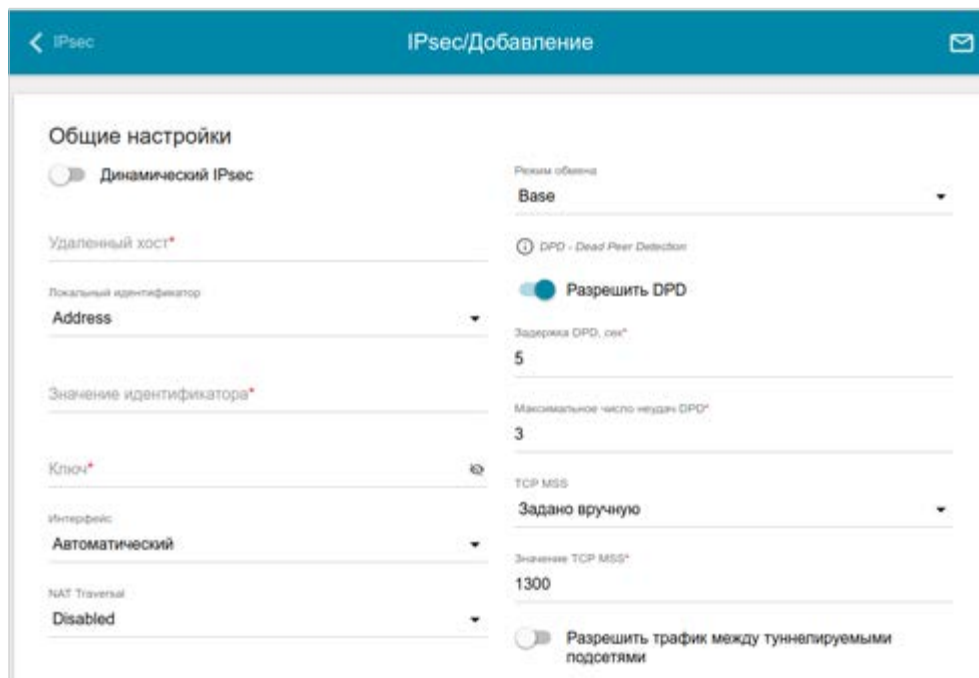 IPsec
IPsec/Добавление
Общие настройки
Динамический IPsec
Удаленный хост*
Локальный идентификатор
Address
Значение идентификатора*
Ключ*
Интерфейс
Автоматический
NAT Traversal
Disabled
Режим обмена
Base
DPD - Dead Peer Detection
Разрешить DPD
Задержка DPD, сек*
5
Максимальное число неудач DPD*
3
TCP MSS
Задано вручную
Значение TCP MSS*
1300
Разрешить трафик между туннелируемыми
подсетями